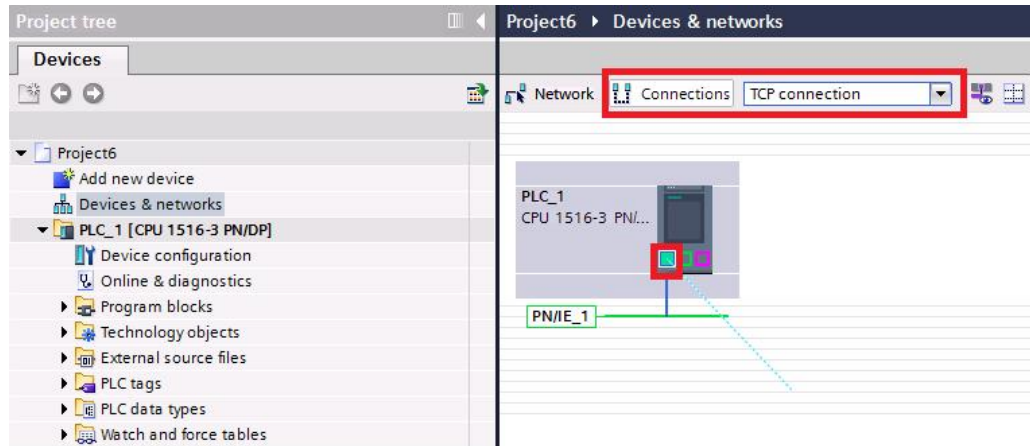 Project tree
Devices
Project6
Add new device
Devices & networks
PLC_1 [CPU 1516-3 PN/DP]
Device configuration
Online & diagnostics
Program blocks
Technology objects
External source files
PLC tags
PLC data types
Watch and force tables
Project6 ▸ Devices & networks
Network Connections TCP connection
PLC_1
CPU 1516-3 PN/...
PN/IE_1